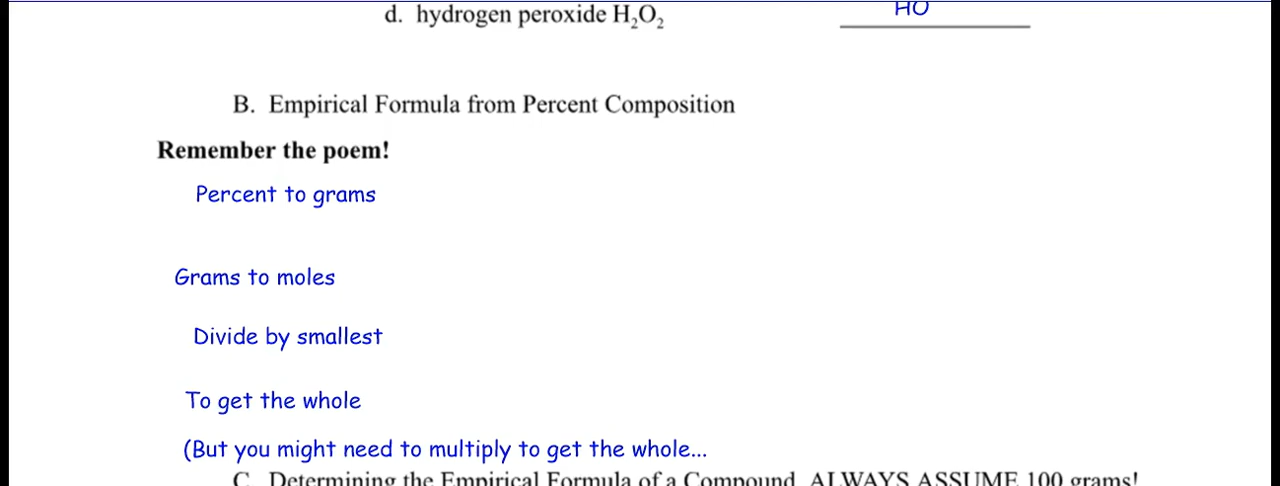 d. hydrogen peroxide H₂O₂ HO
B. Empirical Formula from Percent Composition
Remember the poem!
Percent to grams
Grams to moles
Divide by smallest
To get the whole
(But you might need to multiply to get the whole...
C. Determining the Empirical Formula of a Compound ALWAYS ASSUME 100 grams!